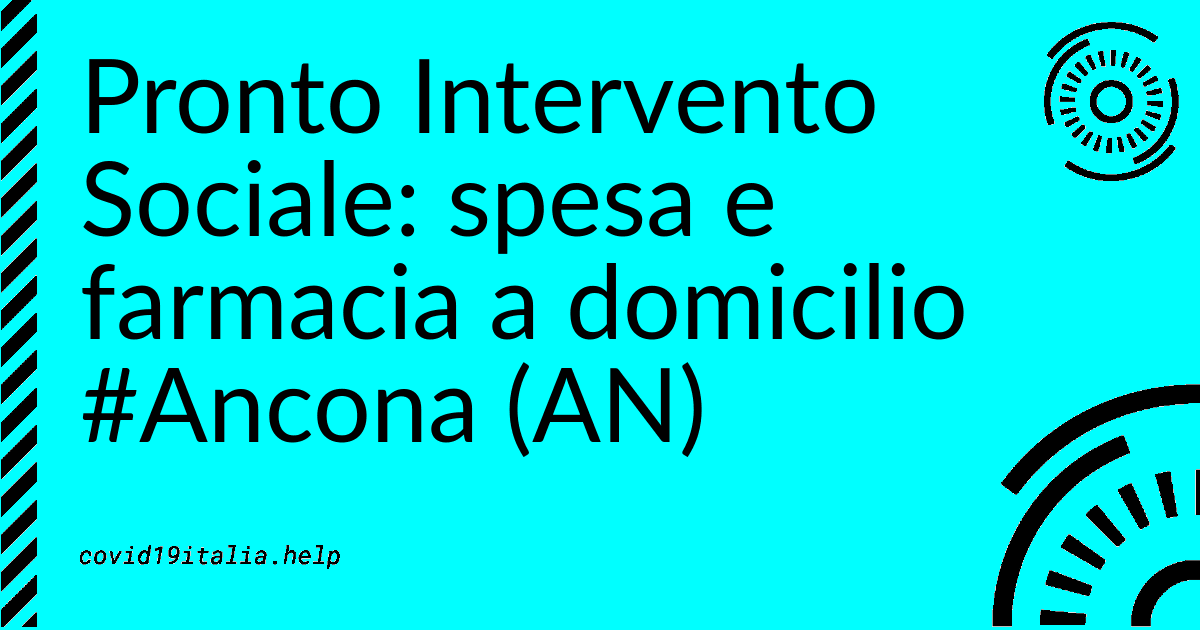 Pronto Intervento
Sociale: spesa e
farmacia a domicilio
#Ancona (AN)
covid19italia.help